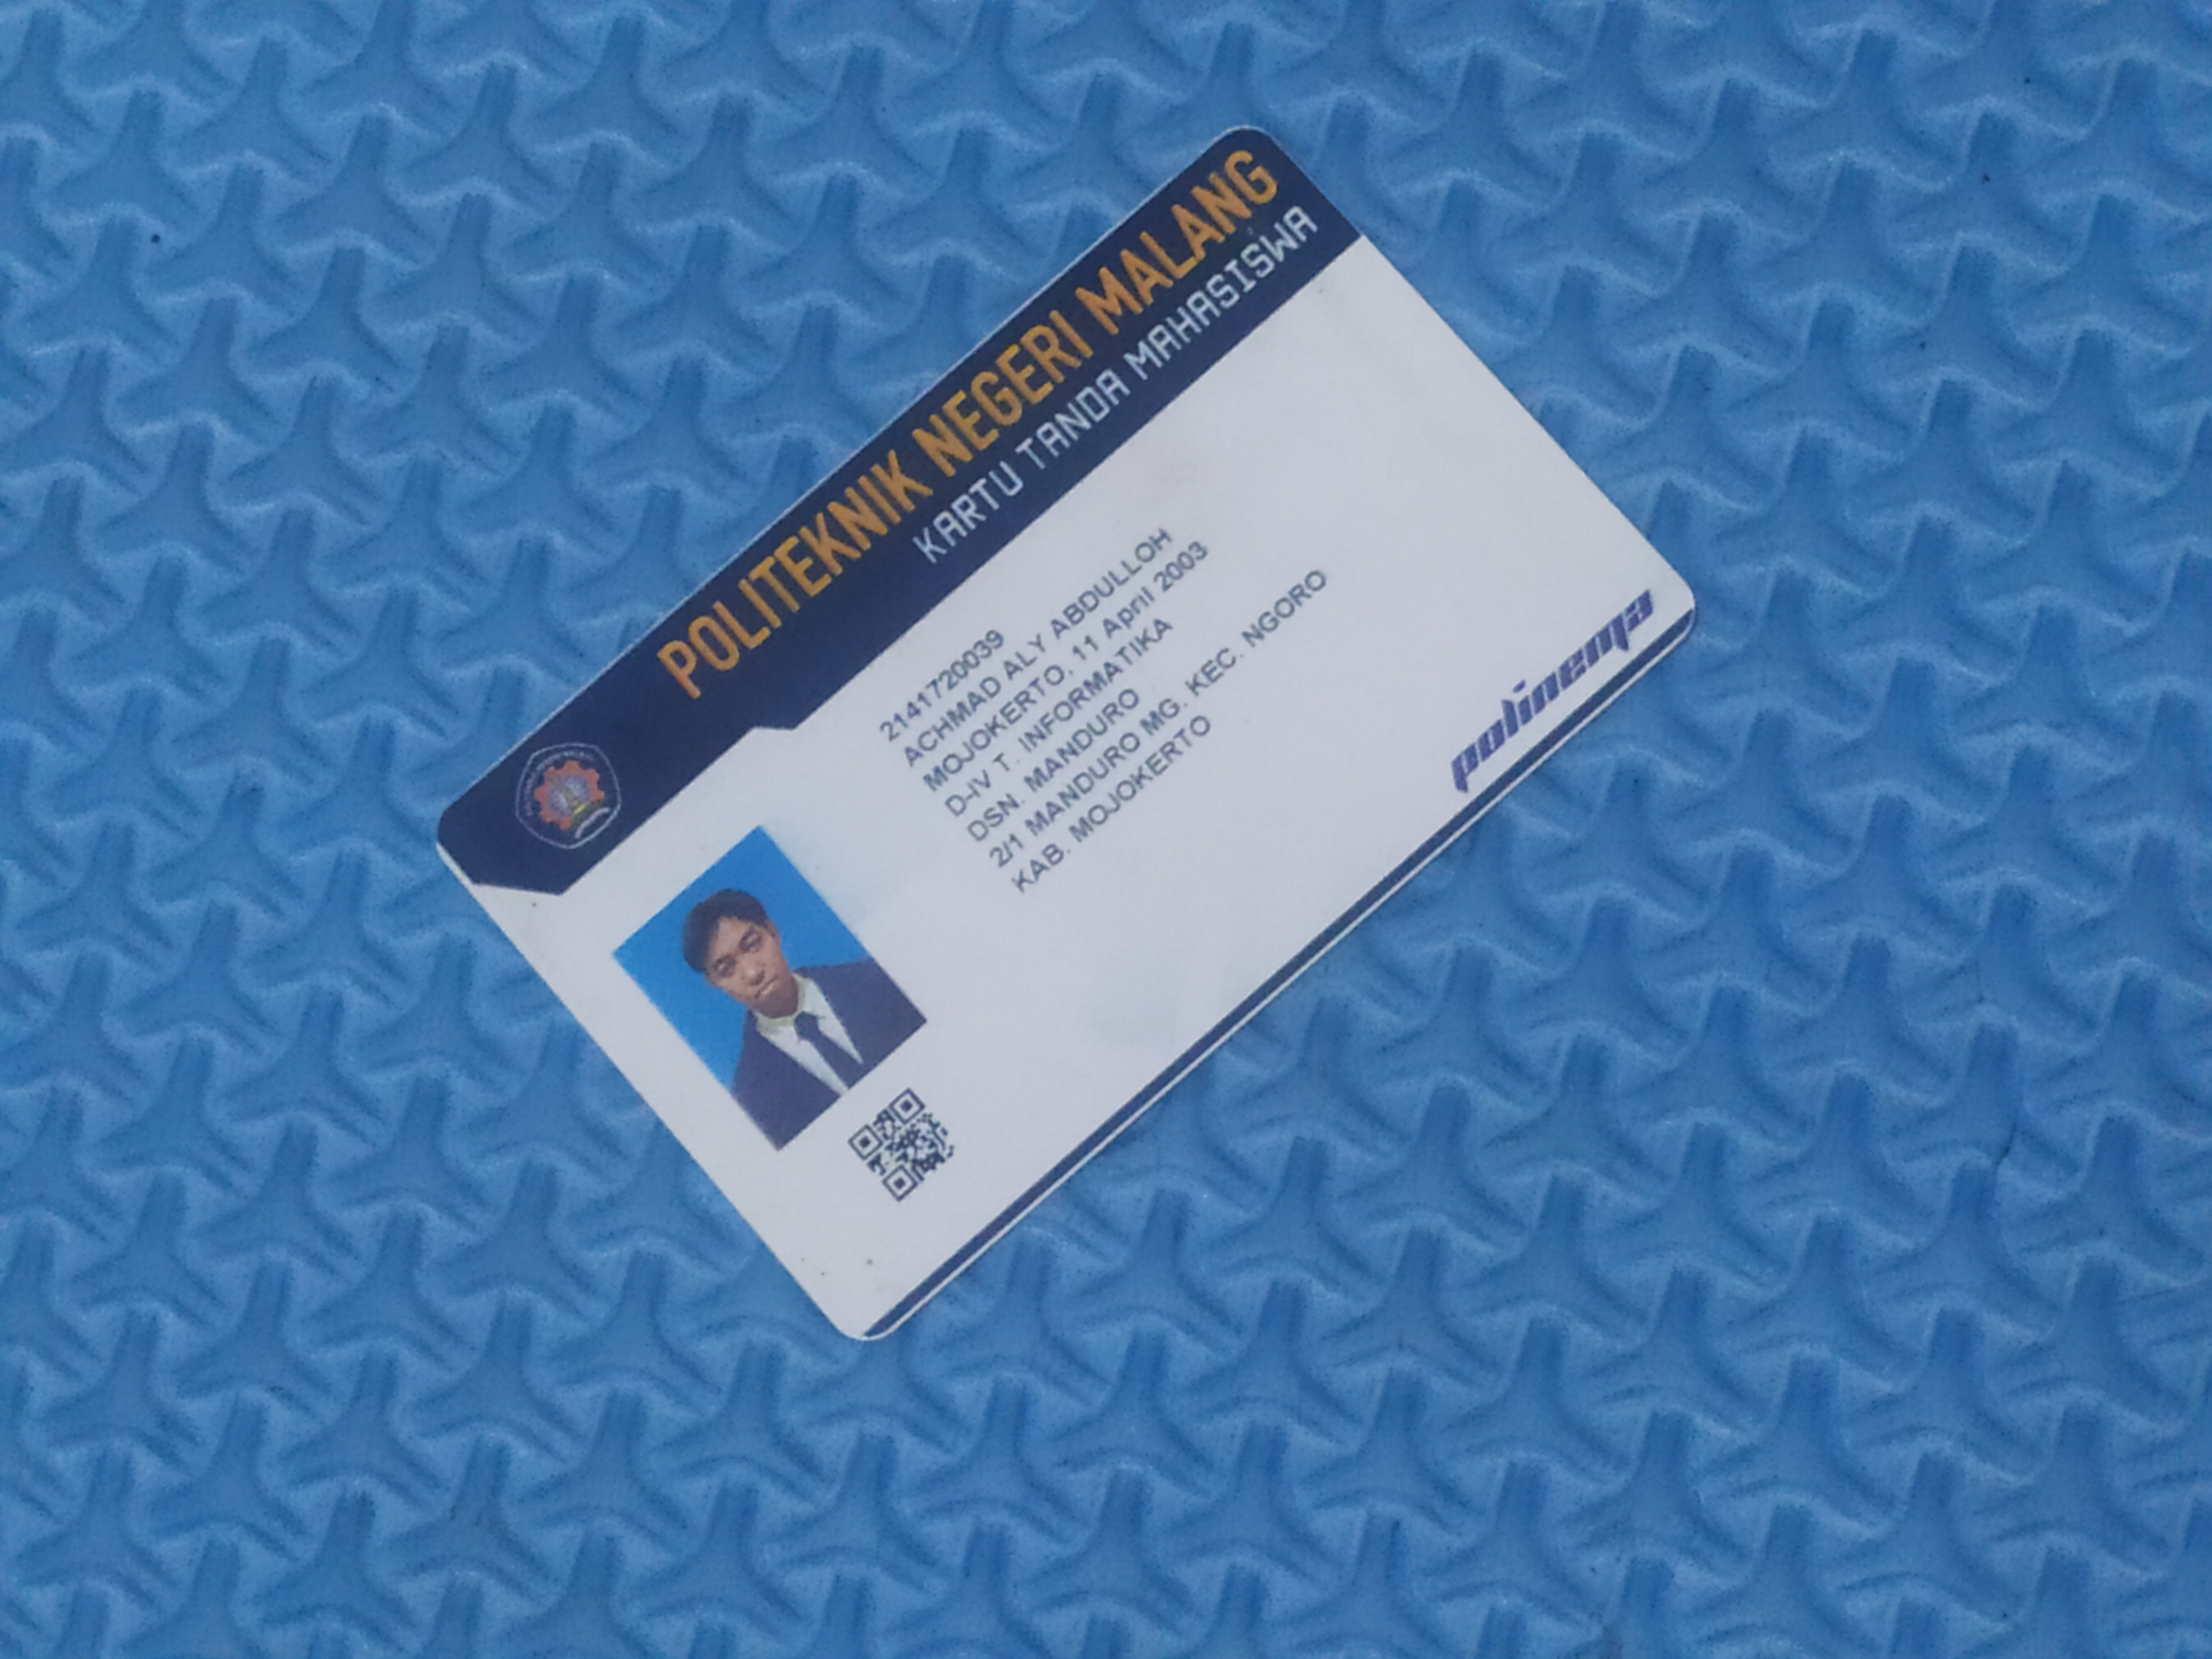 POLITEKNIK NEGERI MALANG
KARTU TANDA MAHASISWA
2141720039
ACHMAD ALY ABDULLOH
MOJOKERTO, 11 April 2003
D-IV T. INFORMATIKA
DSN. MANDURO
2/1 MANDURO MG. KEC. NGORO
KAB. MOJOKERTO
polinema